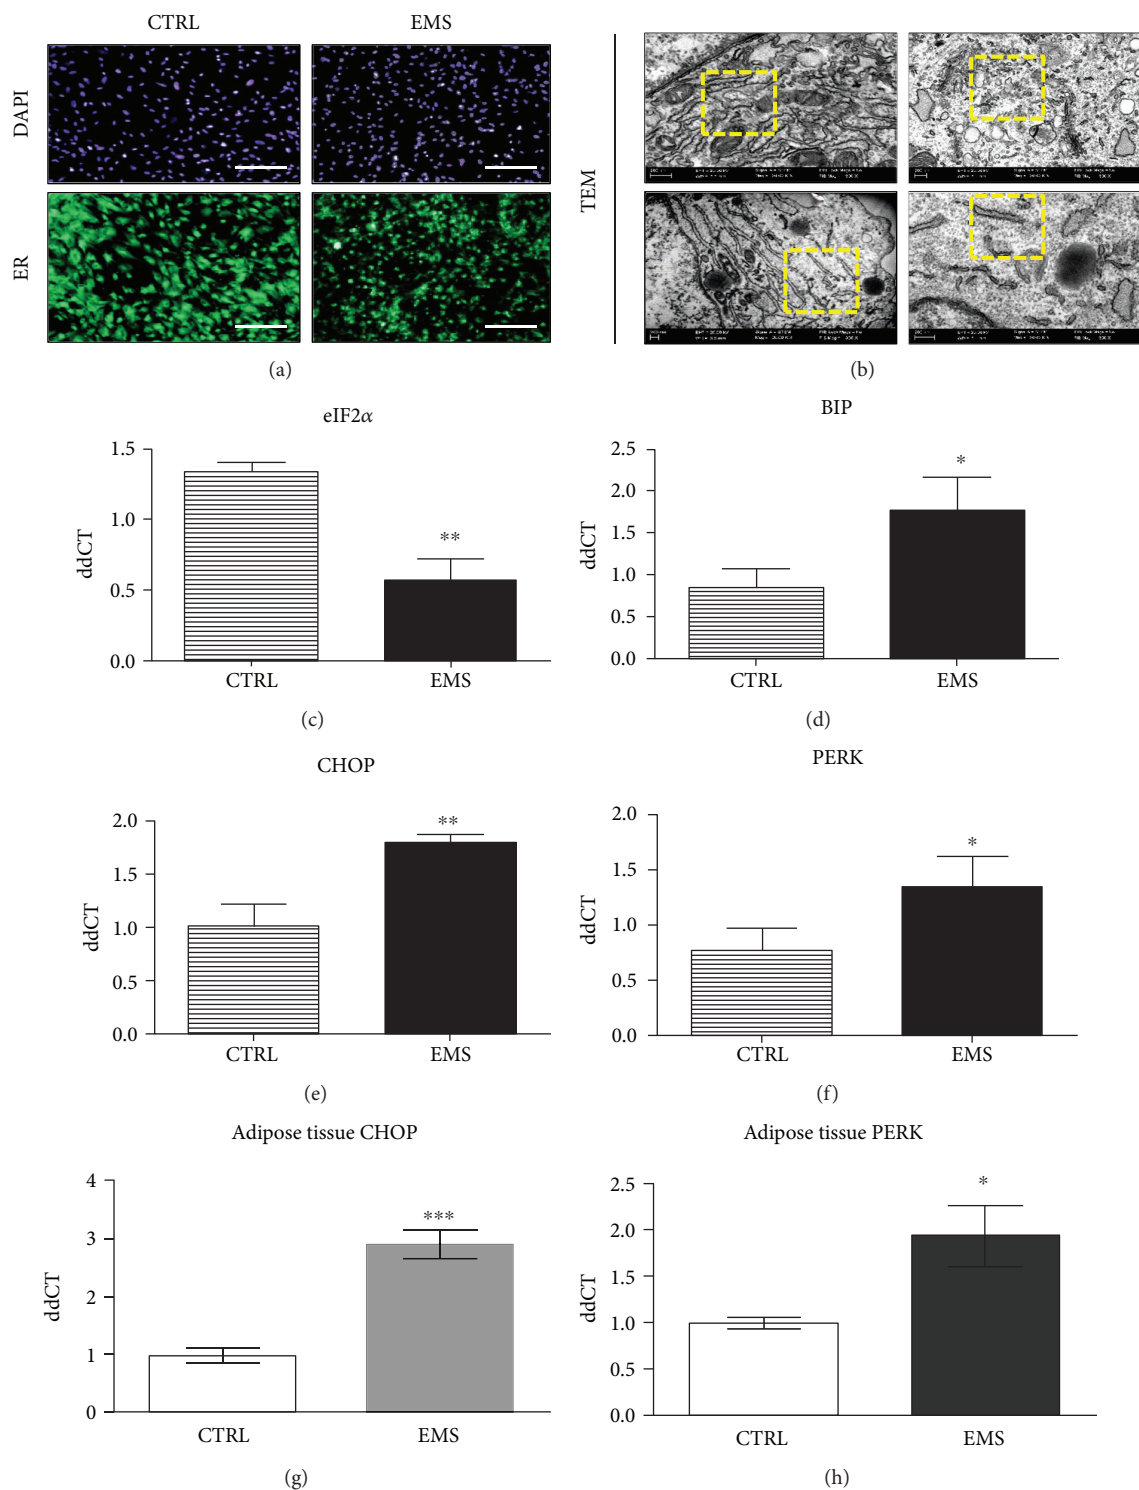 CTRL
EMS
DAPI
ER
(a)
TEM
(b)
eIF2α
ddCT
1.5
1.0
0.5
0.0
**
CTRL
EMS
(c)
BIP
ddCT
2.5
2.0
1.5
1.0
0.5
0.0
*
CTRL
EMS
(d)
CHOP
ddCT
2.0
1.5
1.0
0.5
0.0
**
CTRL
EMS
(e)
PERK
ddCT
2.0
1.5
1.0
0.5
0.0
*
CTRL
EMS
(f)
Adipose tissue CHOP
ddCT
4
3
2
1
0
***
CTRL
EMS
(g)
Adipose tissue PERK
ddCT
2.5
2.0
1.5
1.0
0.5
0.0
*
CTRL
EMS
(h)